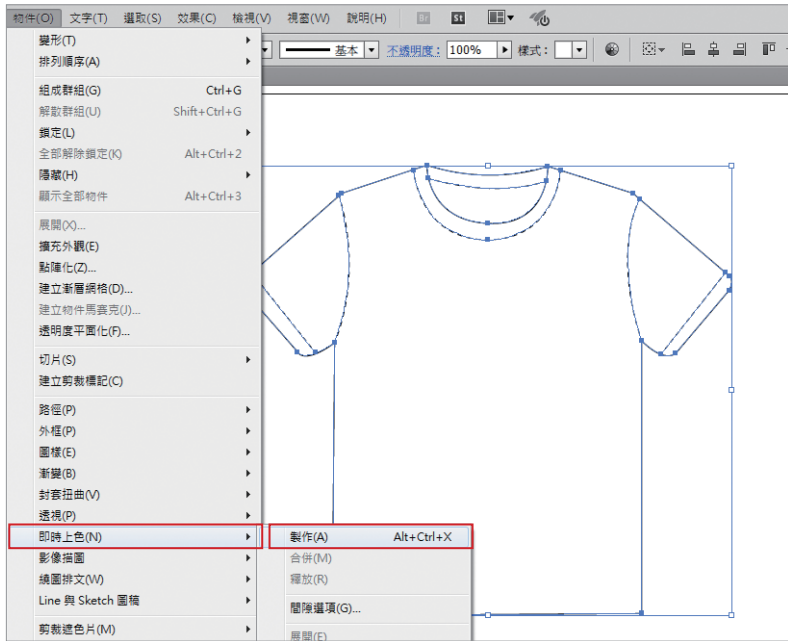 物件(O) 文字(T) 選取(S) 效果(C) 檢視(V) 視窗(W) 說明(H) Br St
變形(T)
基本 不透明度: 100% 樣式:
排列順序(A)
組成群組(G) Ctrl+G
解散群組(U) Shift+Ctrl+G
鎖定(L)
全部解除鎖定(K) Alt+Ctrl+2
隱藏(H)
顯示全部物件 Alt+Ctrl+3
展開(X)...
擴充外觀(E)
點陣化(Z)...
建立漸層網格(D)...
建立物件馬賽克(J)...
透明度平面化(F)...
切片(S)
建立剪裁標記(C)
路徑(P)
外框(P)
圖樣(E)
漸變(B)
封套扭曲(V)
透視(P)
即時上色(N) 製作(A) Alt+Ctrl+X
影像描圖 合併(M)
繞圖排文(W) 釋放(R)
Line 與 Sketch 圖稿 間隙選項(G)...
剪裁遮色片(M) 展開(E)